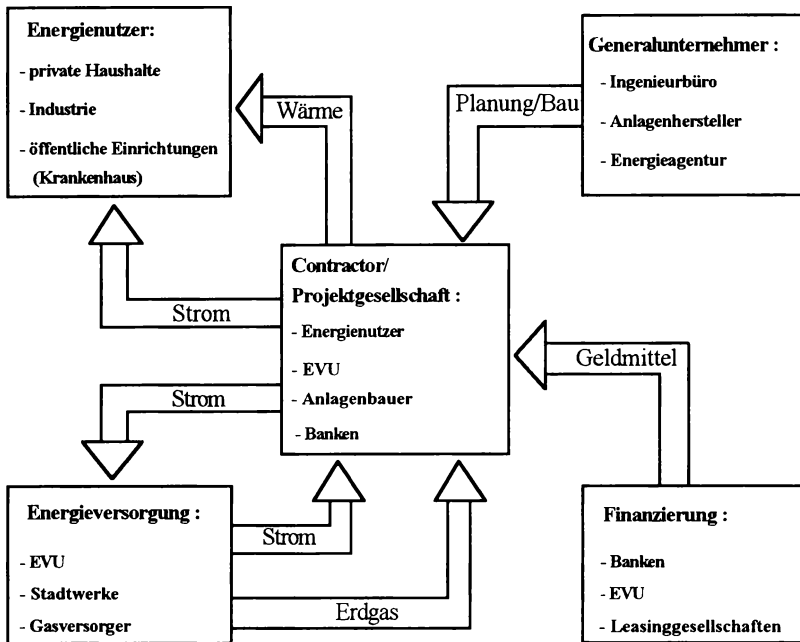 Energienutzer:
- private Haushalte
- Industrie
- öffentliche Einrichtungen
(Krankenhaus)
Wärme
Planung/Bau
Generalunternehmer :
- Ingenieurbüro
- Anlagenhersteller
- Energieagentur
Strom
Contractor/
Projektgesellschaft :
- Energienutzer
- EVU
- Anlagenbauer
- Banken
Geldmittel
Strom
Energieversorgung :
- EVU
- Stadtwerke
- Gasversorger
Strom
Erdgas
Finanzierung :
- Banken
- EVU
- Leasinggesellschaften